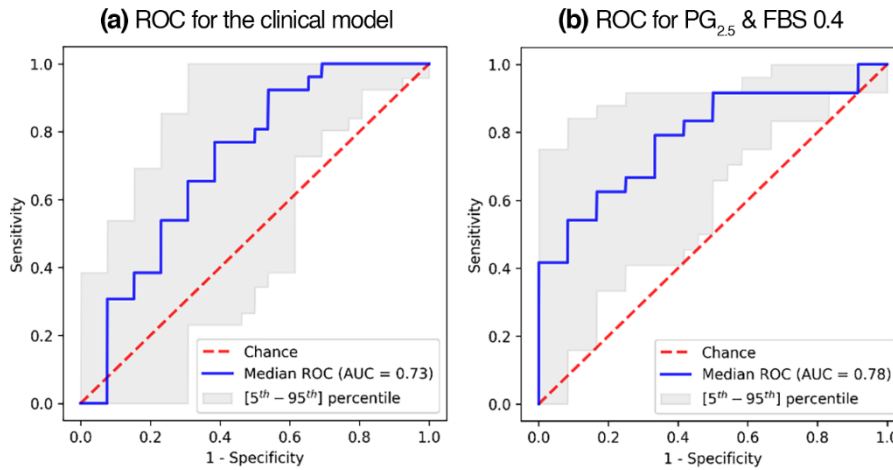 (a) ROC for the clinical model
1.0
0.8
0.6
0.4
0.2
0.0
Sensitivity
Chance
Median ROC (AUC = 0.73)
[5th − 95th] percentile
0.0 0.2 0.4 0.6 0.8 1.0
1 - Specificity
(b) ROC for PG2.5 & FBS 0.4
1.0
0.8
0.6
0.4
0.2
0.0
Sensitivity
Chance
Median ROC (AUC = 0.78)
[5th − 95th] percentile
0.0 0.2 0.4 0.6 0.8 1.0
1 - Specificity